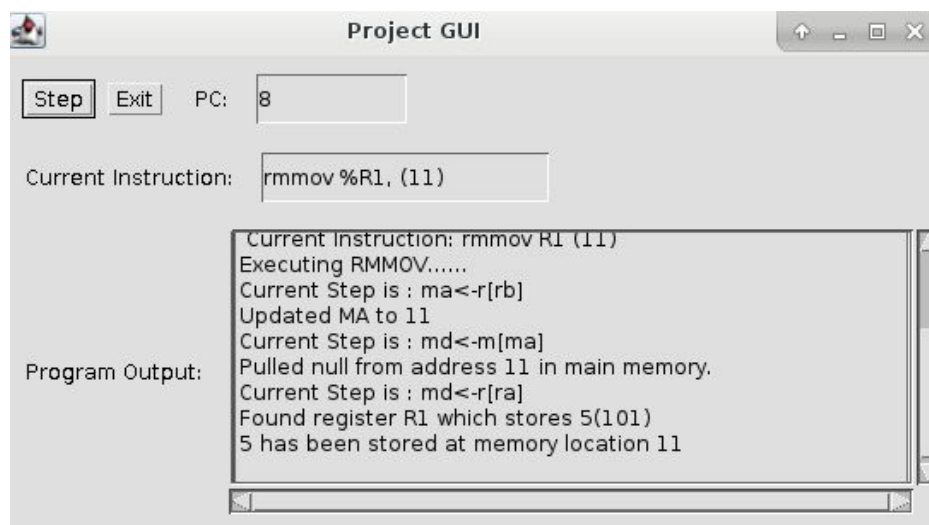 Project GUI
Step Exit PC: 8
Current Instruction: rmmov %R1, (11)
Current Instruction: rmmov R1 (11)
Executing RMMOV......
Current Step is : ma<-r[rb]
Updated MA to 11
Current Step is : md<-m[ma]
Program Output: Pulled null from address 11 in main memory.
Current Step is : md<-r[ra]
Found register R1 which stores 5(101)
5 has been stored at memory location 11